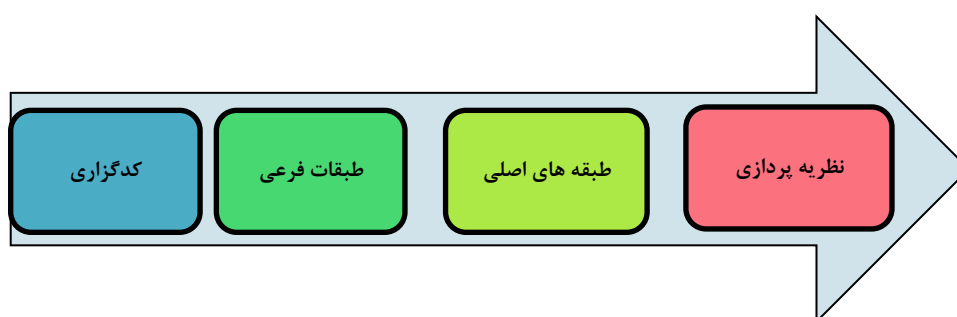 کدگزاری
طبقات فرعی
طبقه های اصلی
نظریه پردازی